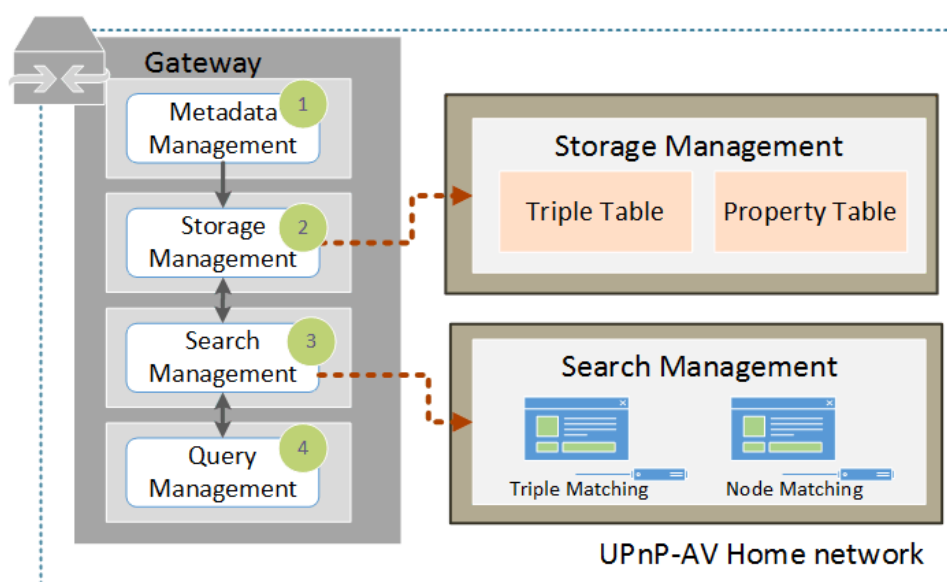 Gateway
Metadata
Management
1
Storage
Management
2
Search
Management
3
Query
Management
4
Storage Management
Triple Table
Property Table
Search Management
Triple Matching
Node Matching
UPnP-AV Home network